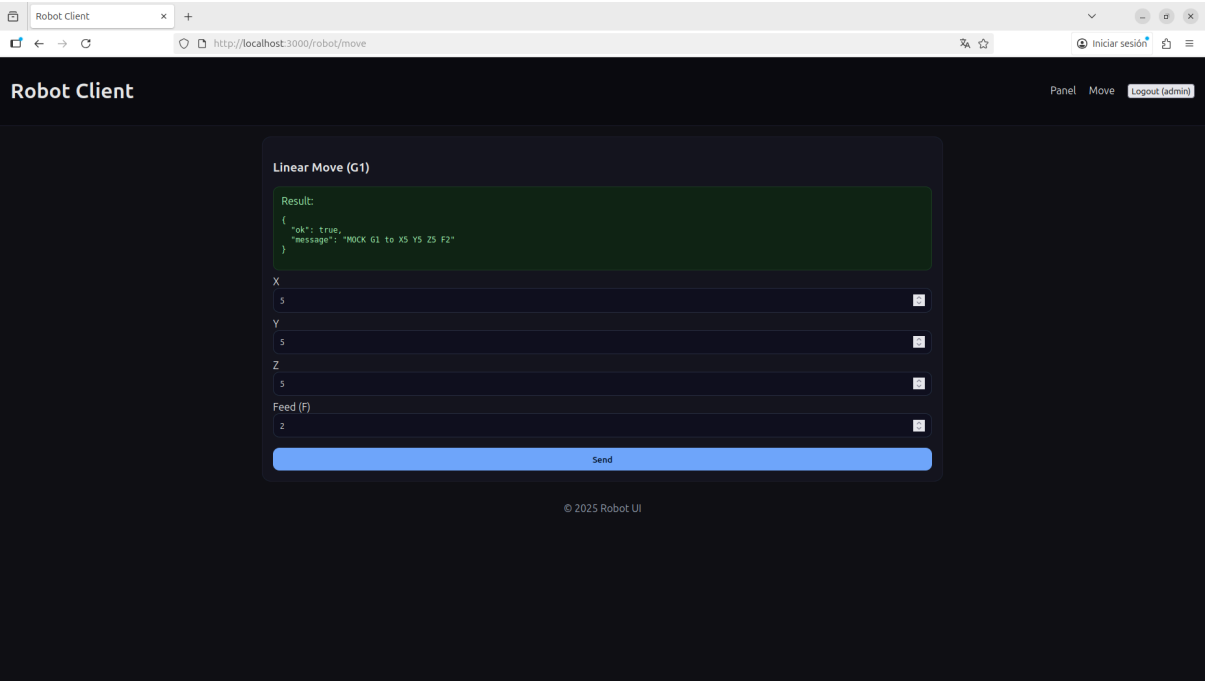 Robot Client
http://localhost:3000/robot/move
Iniciar sesión
Robot Client
Panel
Move
Logout (admin)
Linear Move (G1)
Result:
{
  "ok": true,
  "message": "MOCK G1 to X5 Y5 Z5 F2"
}
X
5
Y
5
Z
5
Feed (F)
2
Send
© 2025 Robot UI